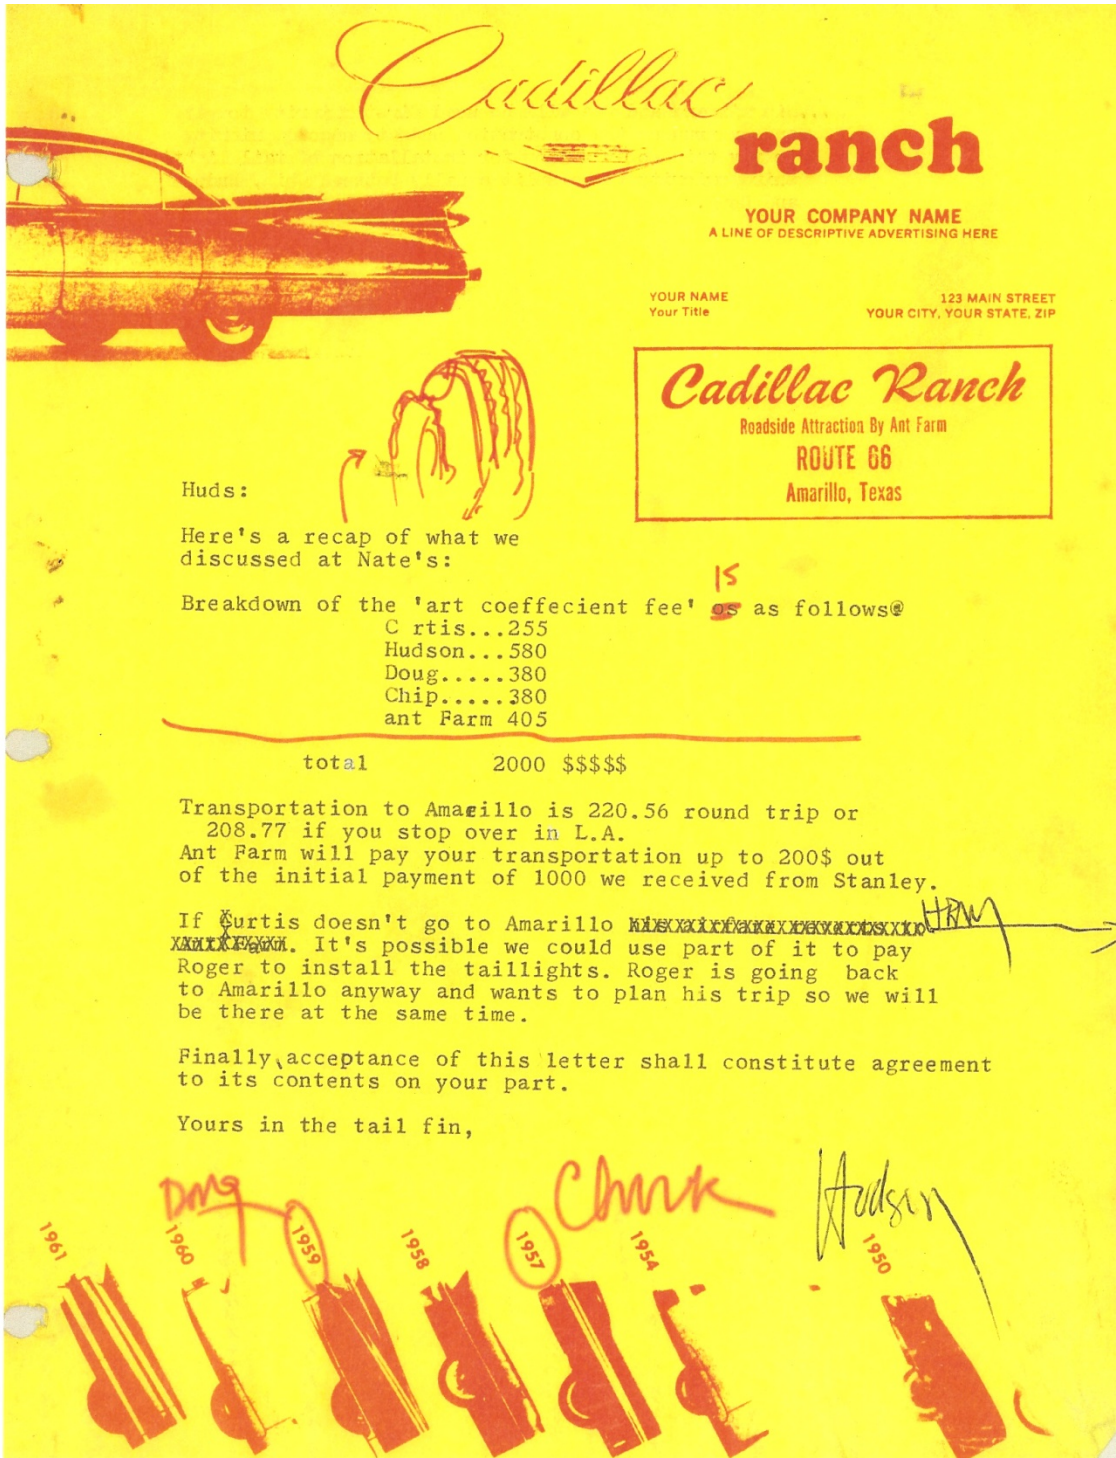 Cadillac
ranch
YOUR COMPANY NAME
A LINE OF DESCRIPTIVE ADVERTISING HERE
YOUR NAME
Your Title
123 MAIN STREET
YOUR CITY, YOUR STATE, ZIP
Cadillac Ranch
Roadside Attraction By Ant Farm
ROUTE 66
Amarillo, Texas
Huds:
Here's a recap of what we
discussed at Nate's:
IS
Breakdown of the 'art coeffecient fee' os as follows@
C rtis...255
Hudson...580
Doug.....380
Chip.....380
ant Farm 405
total 2000 $$$$$
Transportation to Amarillo is 220.56 round trip or
208.77 if you stop over in L.A.
Ant Farm will pay your transportation up to 200$ out
of the initial payment of 1000 we received from Stanley.
If Curtis doesn't go to Amarillo
. It's possible we could use part of it to pay
Roger to install the taillights. Roger is going back
to Amarillo anyway and wants to plan his trip so we will
be there at the same time.
Finally, acceptance of this letter shall constitute agreement
to its contents on your part.
Yours in the tail fin,
Doug
Chuck
Hudson
1961
1960
1959
1958
1957
1954
1950